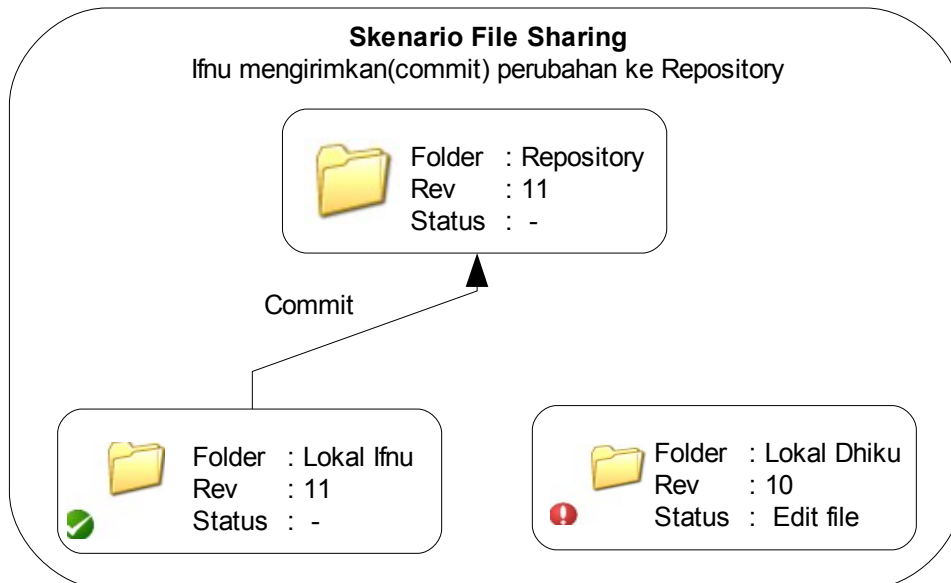 Skenario File Sharing
Ifnu mengirimkan(commit) perubahan ke Repository
Folder : Repository
Rev : 11
Status : -
Commit
Folder : Lokal Ifnu
Rev : 11
Status : -
Folder : Lokal Dhiku
Rev : 10
Status : Edit file